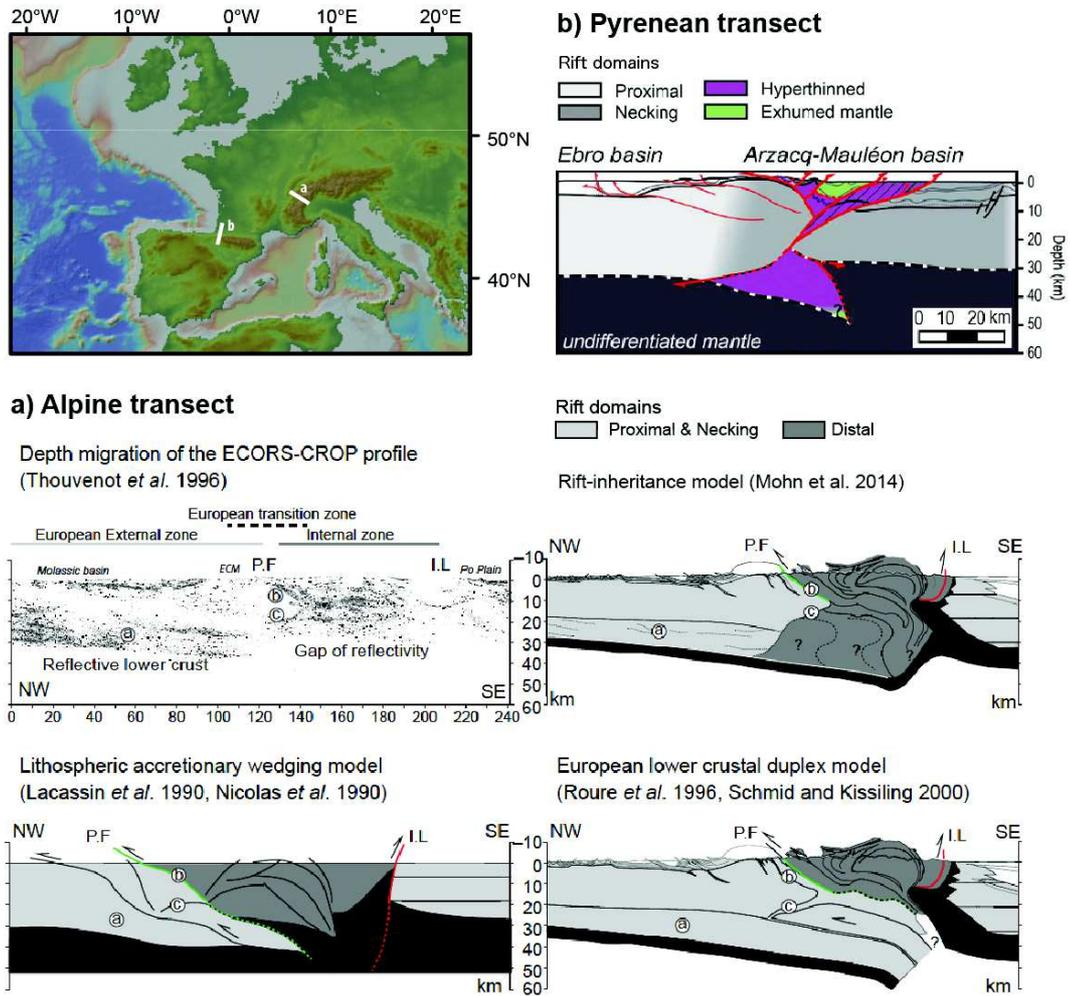 20°W 10°W 0°W 10°E 20°E
50°N
40°N
a
b
b) Pyrenean transect
Rift domains
Proximal
Necking
Hyperthinned
Exhumed mantle
Ebro basin
Arzacq-Mauléon basin
0
10
20
30
40
50
60
Depth (km)
?
0 10 20 km
undifferentiated mantle
a) Alpine transect
Depth migration of the ECORS-CROP profile
(Thouvenot et al. 1996)
European transition zone
European External zone
Internal zone
Molassic basin
ECM
P.F
I.L
Po Plain
-10
0
10
20
30
40
50
60
km
a
b
c
Reflective lower crust
Gap of reflectivity
NW
SE
0 20 40 60 80 100 120 140 160 180 200 220 240
Rift domains
Proximal & Necking
Distal
Rift-inheritance model (Mohn et al. 2014)
NW
SE
P.F
I.L
a
b
c
? ? ?
km
Lithospheric accretionary wedging model
(Lacassin et al. 1990, Nicolas et al. 1990)
NW
SE
P.F
I.L
a
b
c
km
-10
0
10
20
30
40
50
60
European lower crustal duplex model
(Roure et al. 1996, Schmid and Kissiling 2000)
NW
SE
P.F
I.L
a
b
c
?
km